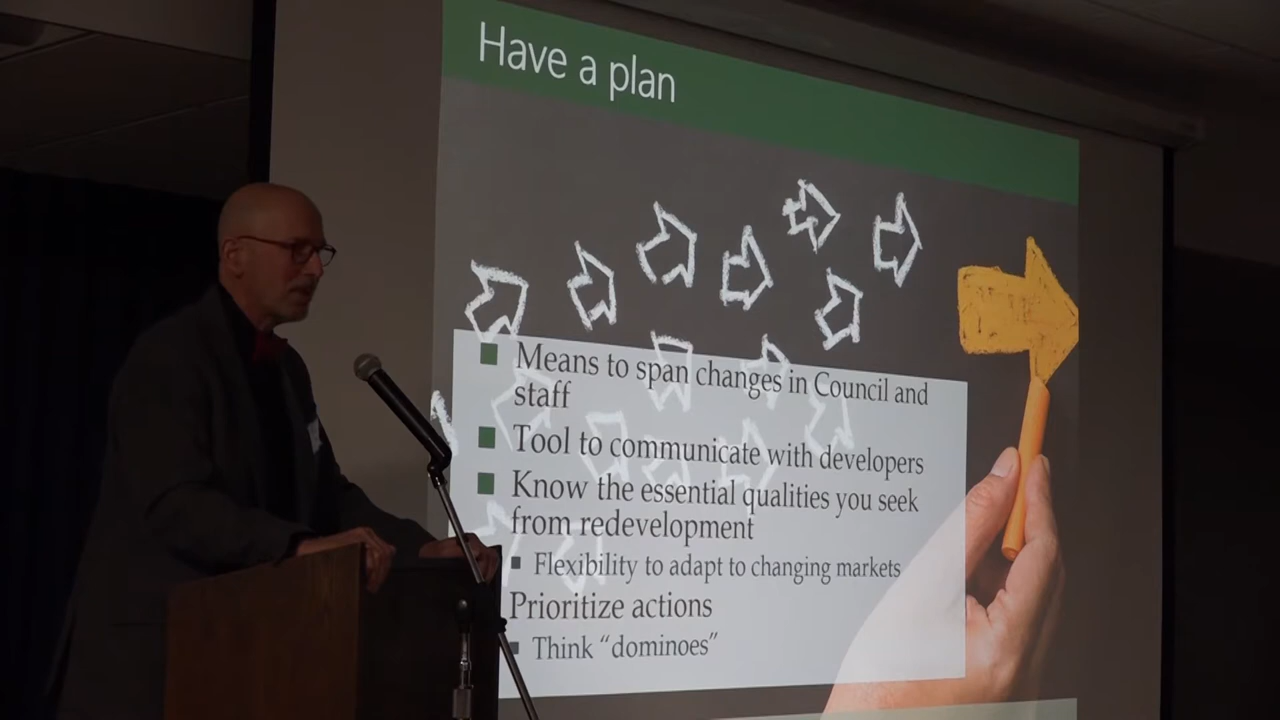 Have a plan
Means to span changes in Council and
staff
Tool to communicate with developers
Know the essential qualities you seek
from redevelopment
Flexibility to adapt to changing markets
Prioritize actions
Think “dominoes”